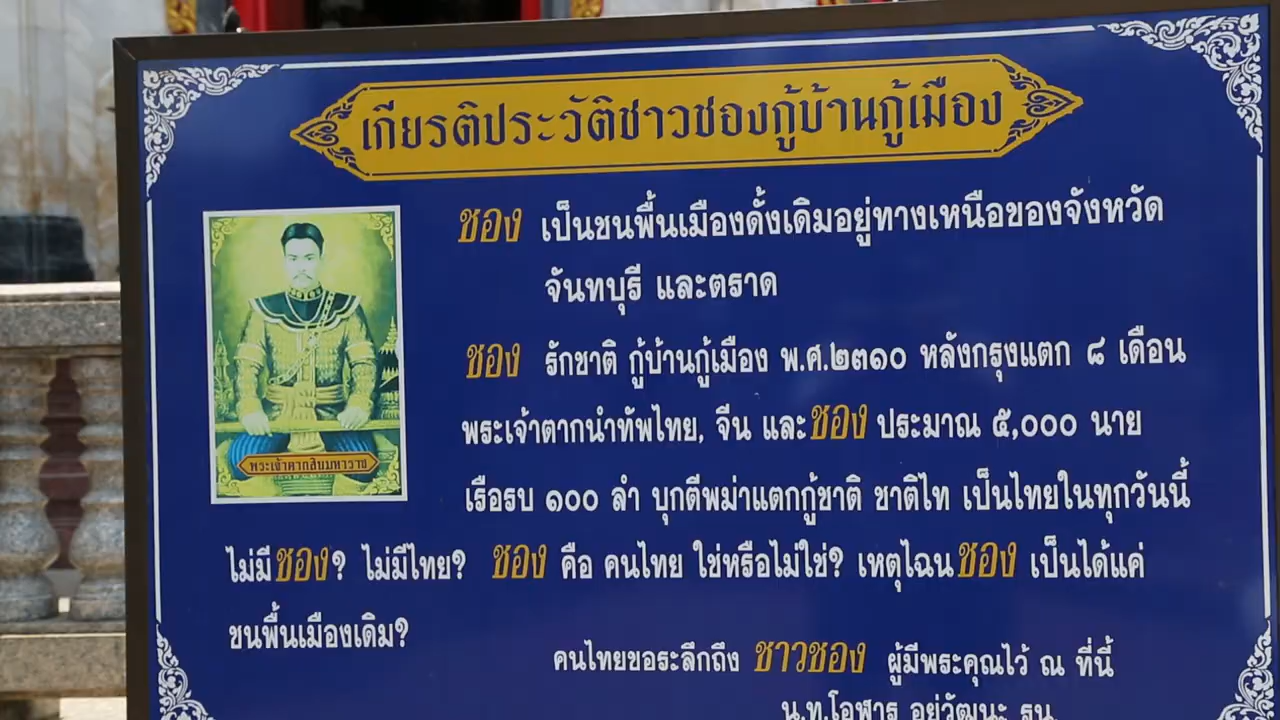 เกียรติประวัติชาวชองกู้บ้านกู้เมือง
ชอง เป็นชนพื้นเมืองดั้งเดิมอยู่ทางเหนือของจังหวัด
จันทบุรี และตราด
ชอง รักชาติ กู้บ้านกู้เมือง พ.ศ.๒๓๑๐ หลังกรุงแตก ๘ เดือน
พระเจ้าตากนำทัพไทย, จีน และชอง ประมาณ ๕,๐๐๐ นาย
เรือรบ ๑๐๐ ลำ บุกตีพม่าแตกกู้ชาติ ชาติไท เป็นไทยในทุกวันนี้
พระเจ้าตากสินมหาราช
ไม่มีชอง? ไม่มีไทย? ชอง คือ คนไทย ใช่หรือไม่ใช่? เหตุไฉนชอง เป็นได้แค่
ชนพื้นเมืองเดิม?
คนไทยขอระลึกถึง ชาวชอง ผู้มีพระคุณไว้ ณ ที่นี้
น.ท.โอฬาร อยู่วัฒนะ รน.